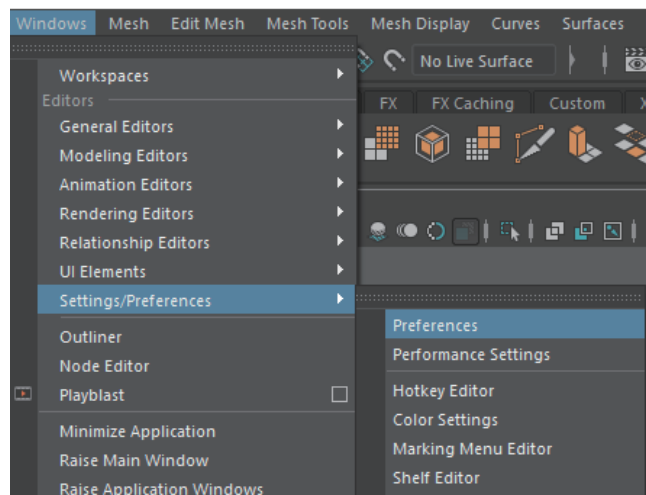 Windows Mesh Edit Mesh Mesh Tools Mesh Display Curves Surfaces
No Live Surface
Workspaces
Editors
FX FX Caching Custom
General Editors
Modeling Editors
Animation Editors
Rendering Editors
Relationship Editors
UI Elements
Settings/Preferences
Outliner
Node Editor
Playblast
Minimize Application
Raise Main Window
Raise Application Windows
Preferences
Performance Settings
Hotkey Editor
Color Settings
Marking Menu Editor
Shelf Editor